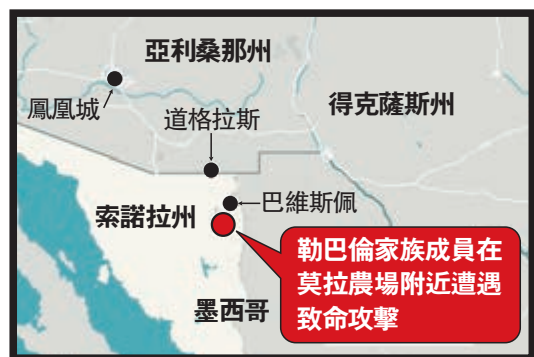 亞利桑那州
鳳凰城
得克薩斯州
道格拉斯
巴維斯佩
索諾拉州
勒巴倫家族成員在
莫拉農場附近遭遇
致命攻擊
墨西哥